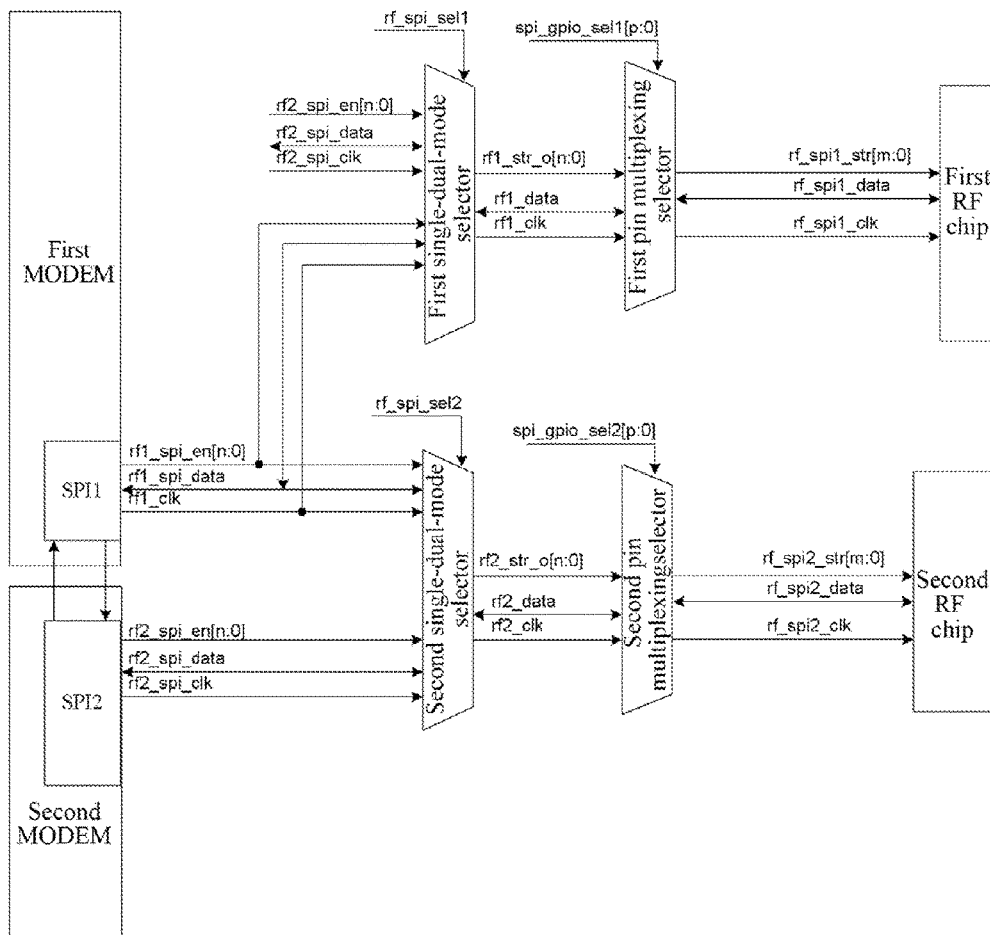 rf_spi_sel1
spi_gpio_sel1[p:0]
rf2_spi_en[n:0]
rf2_spi_data
rf2_spi_clk
First single-dual-mode
selector
rf1_str_o[n:0]
rf1_data
rf1_clk
First pin multiplexing
selector
rf_spi1_str[m:0]
rf_spi1_data
rf_spi1_clk
First
RF
chip
First
MODEM
rf_spi_sel2
spi_gpio_sel2[p:0]
SPI1
rf1_spi_en[n:0]
rf1_spi_data
rf1_clk
Second single-dual-mode
selector
rf2_str_o[n:0]
rf2_data
rf2_clk
Second pin
multiplexingselector
rf_spi2_str[m:0]
rf_spi2_data
rf_spi2_clk
Second
RF
chip
SPI2
rf2_spi_en[n:0]
rf2_spi_data
rf2_spi_clk
Second
MODEM